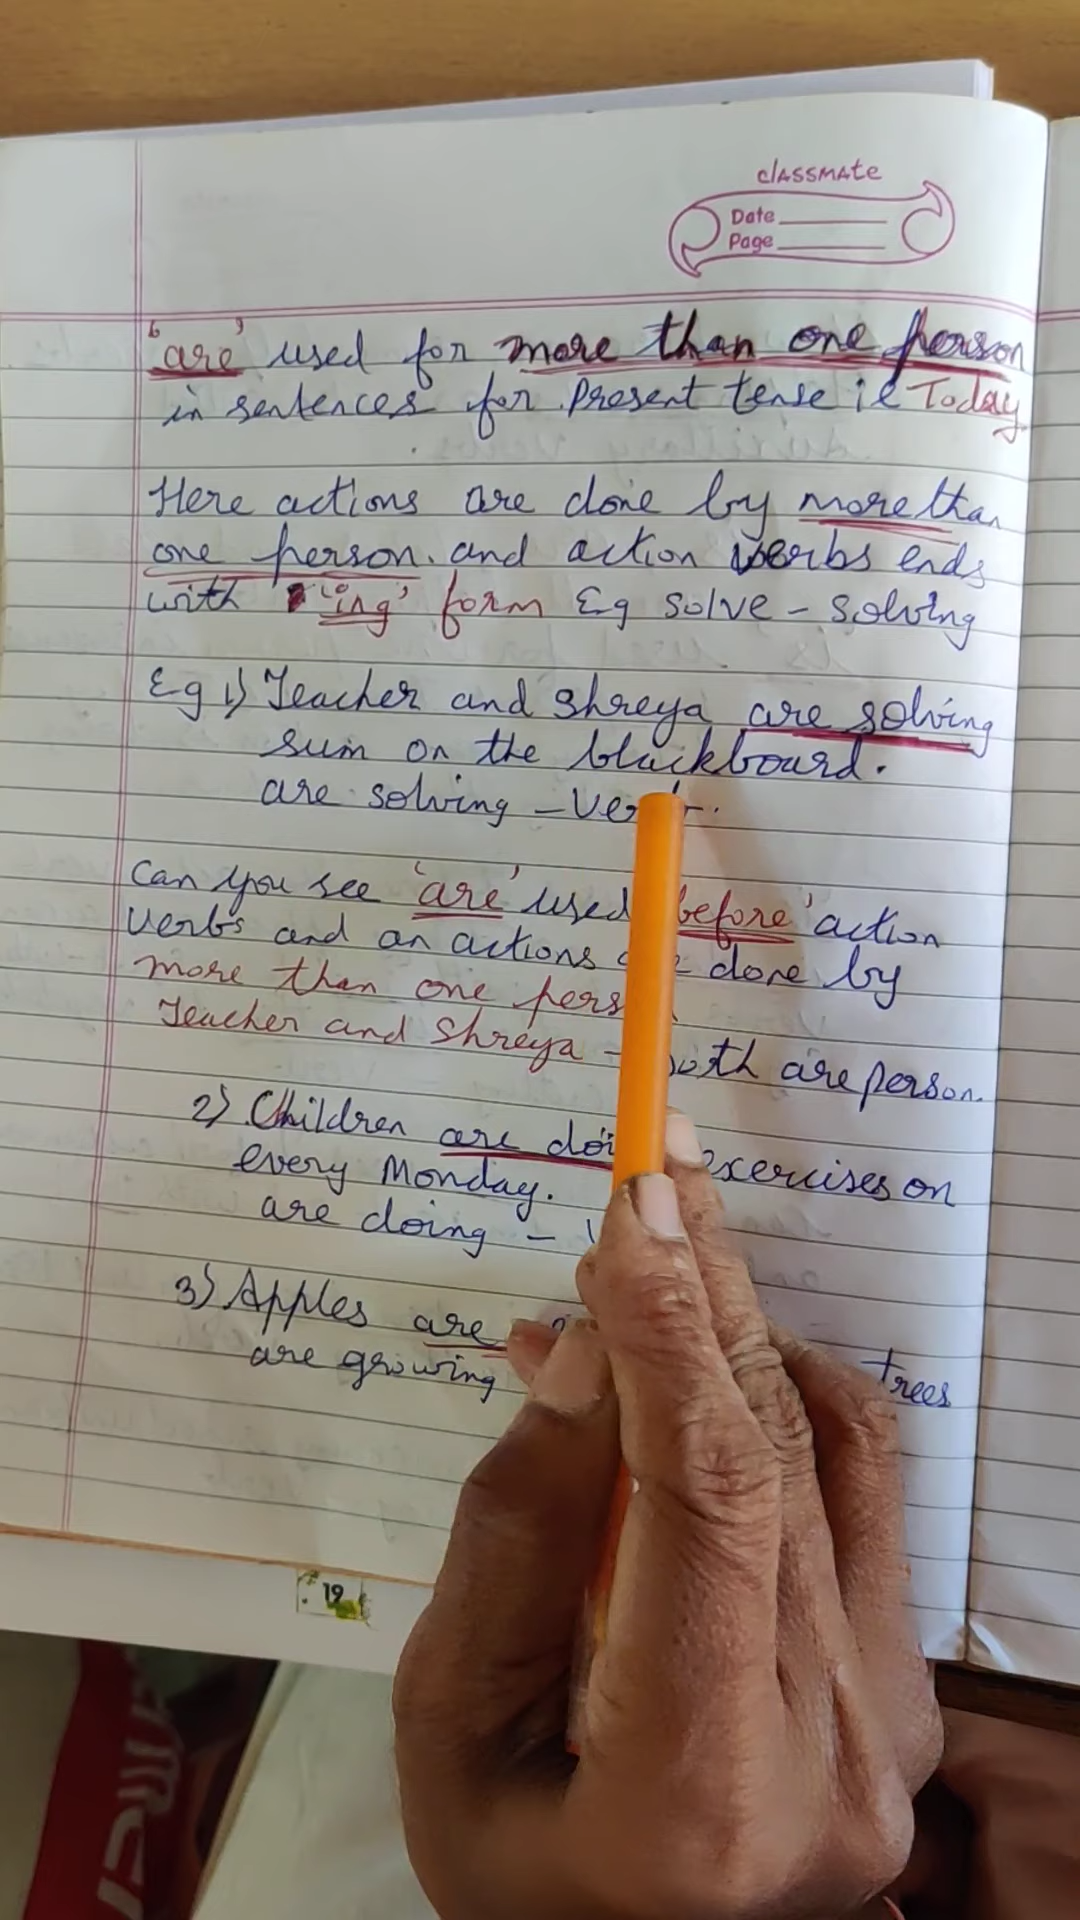 classmate
Date
Page
'are' used for more than one person
in sentences for Present tense ie Today
Here actions are done by more than
one person. and action verbs ends
with 'ing' form Eg solve - solving
Eg 1) Teacher and Shreya are solving
sum on the blackboard.
are solving - Verb.
Can you see 'are' used 'before' action
verbs and an actions done by
more than one
Teacher and Shreya - both are person.
2) Children are exercises on
every Monday.
are doing -
3) Apples are trees
are growing
19